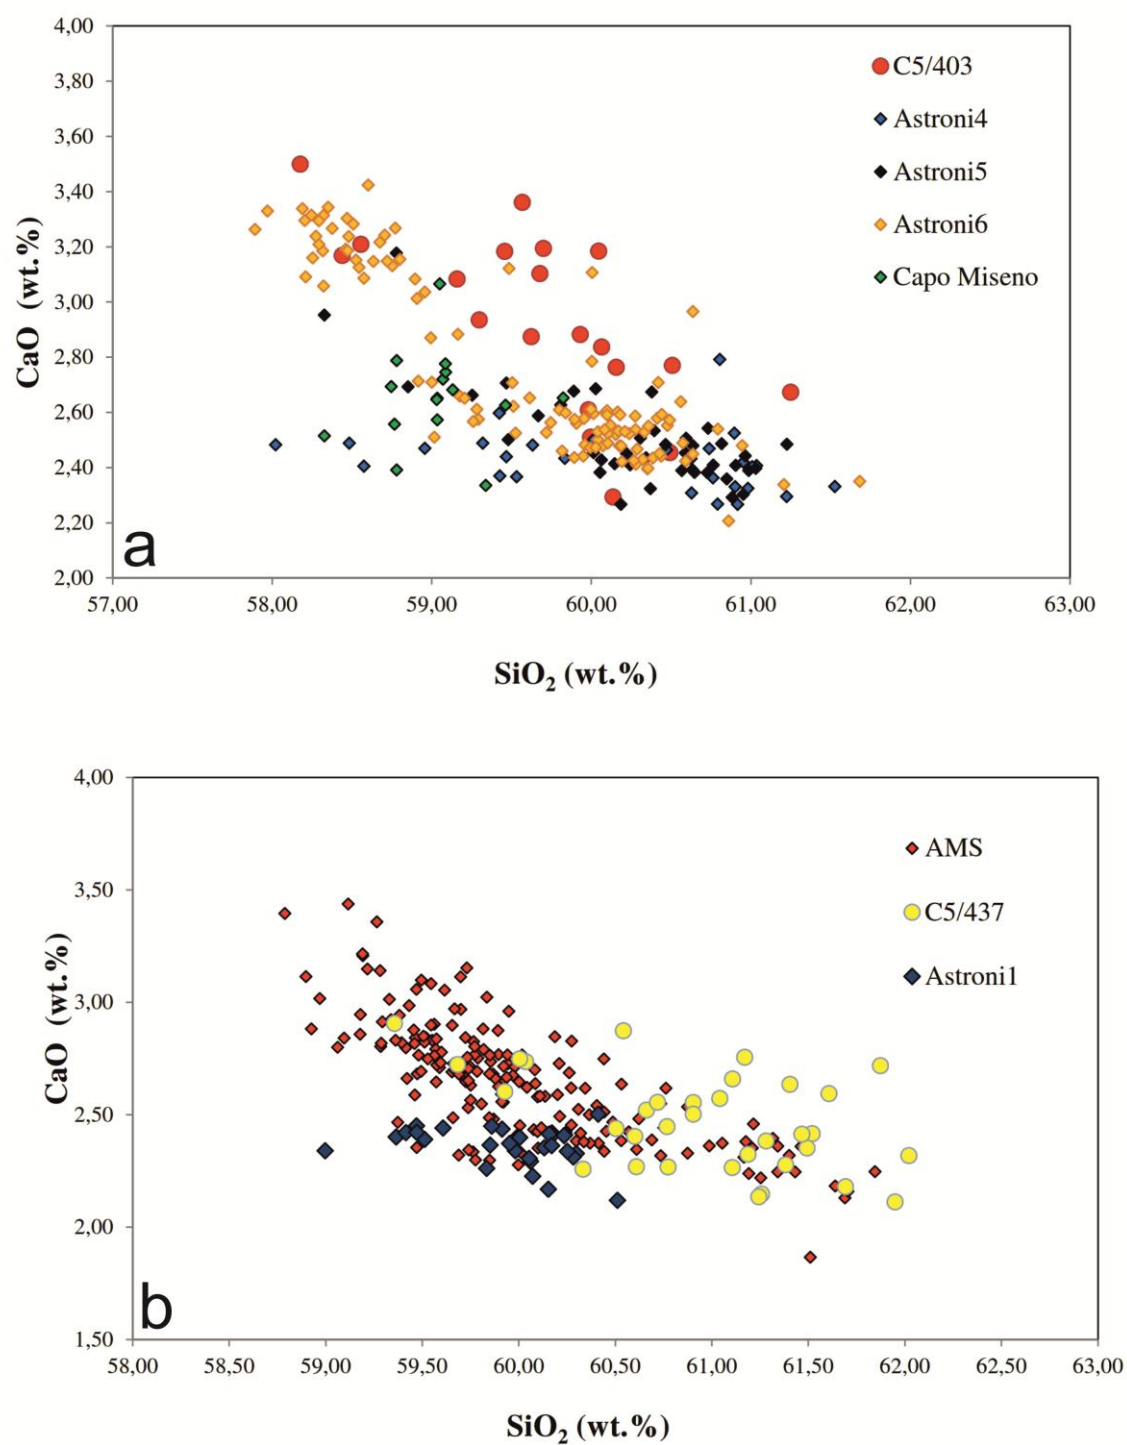 4,00
3,80
3,60
3,40
3,20
3,00
2,80
2,60
2,40
2,20
2,00
CaO (wt.%)
C5/403
Astroni4
Astroni5
Astroni6
Capo Miseno
a
57,00 58,00 59,00 60,00 61,00 62,00 63,00
SiO₂ (wt.%)
4,00
3,50
3,00
2,50
2,00
1,50
CaO (wt.%)
AMS
C5/437
Astroni1
b
58,00 58,50 59,00 59,50 60,00 60,50 61,00 61,50 62,00 62,50 63,00
SiO₂ (wt.%)